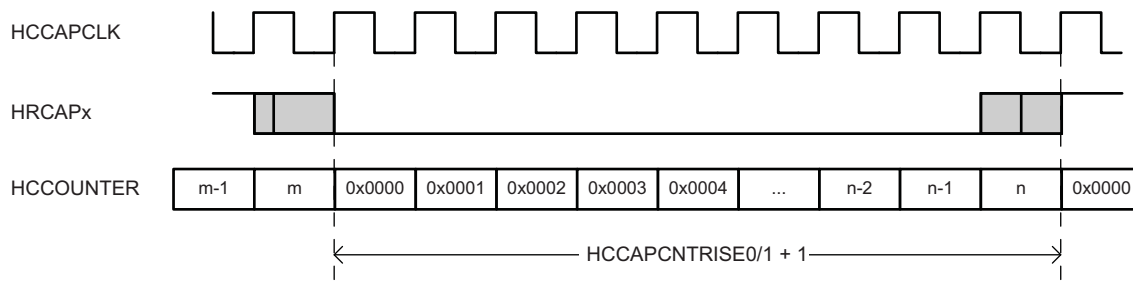 HCCAPCLK
HRCAPx
HCCOUNTER m-1 m 0x0000 0x0001 0x0002 0x0003 0x0004 ... n-2 n-1 n 0x0000
HCCAPCNTRISE0/1 + 1